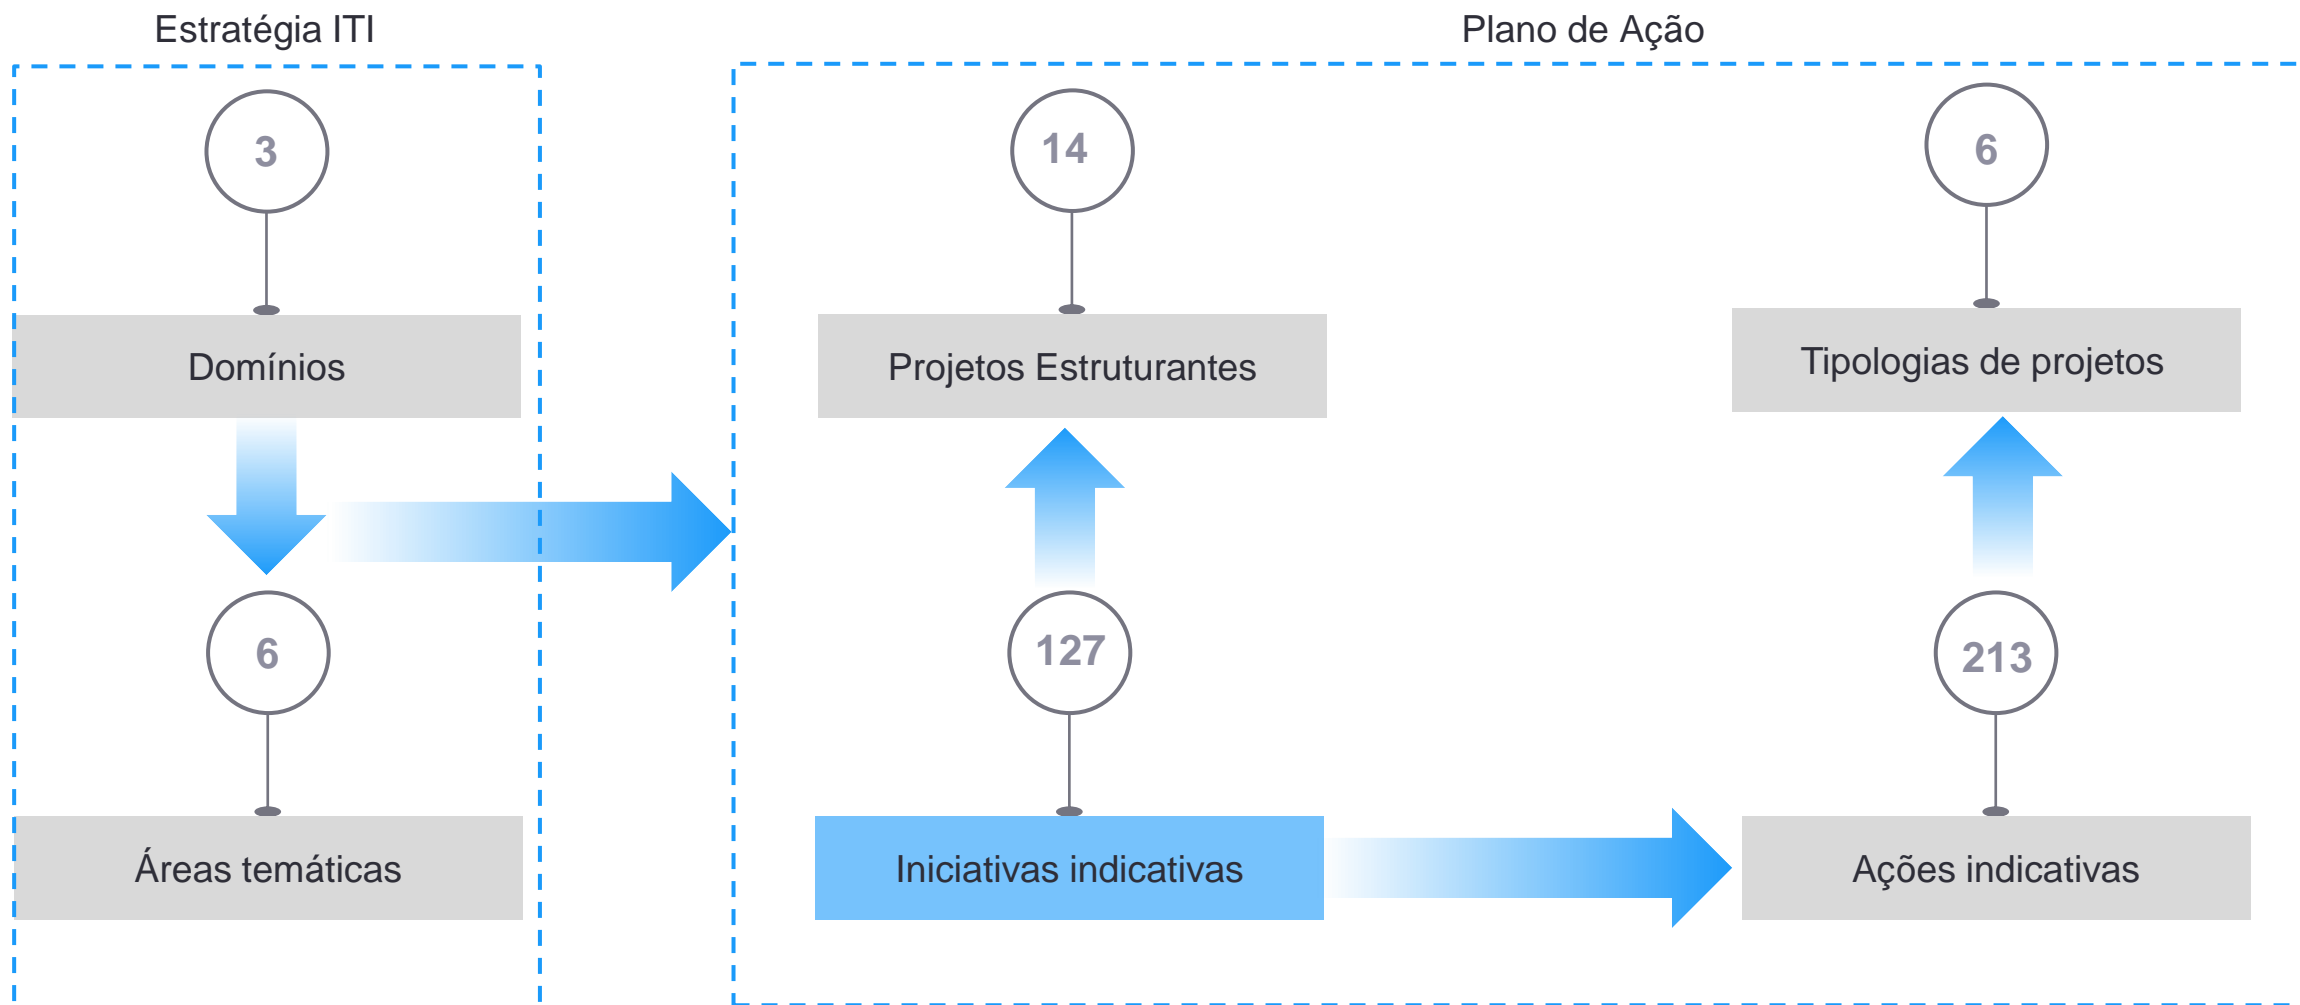 Estratégia ITI
Plano de Ação
3
14
6
Domínios
Projetos Estruturantes
Tipologias de projetos
6
127
213
Áreas temáticas
Iniciativas indicativas
Ações indicativas